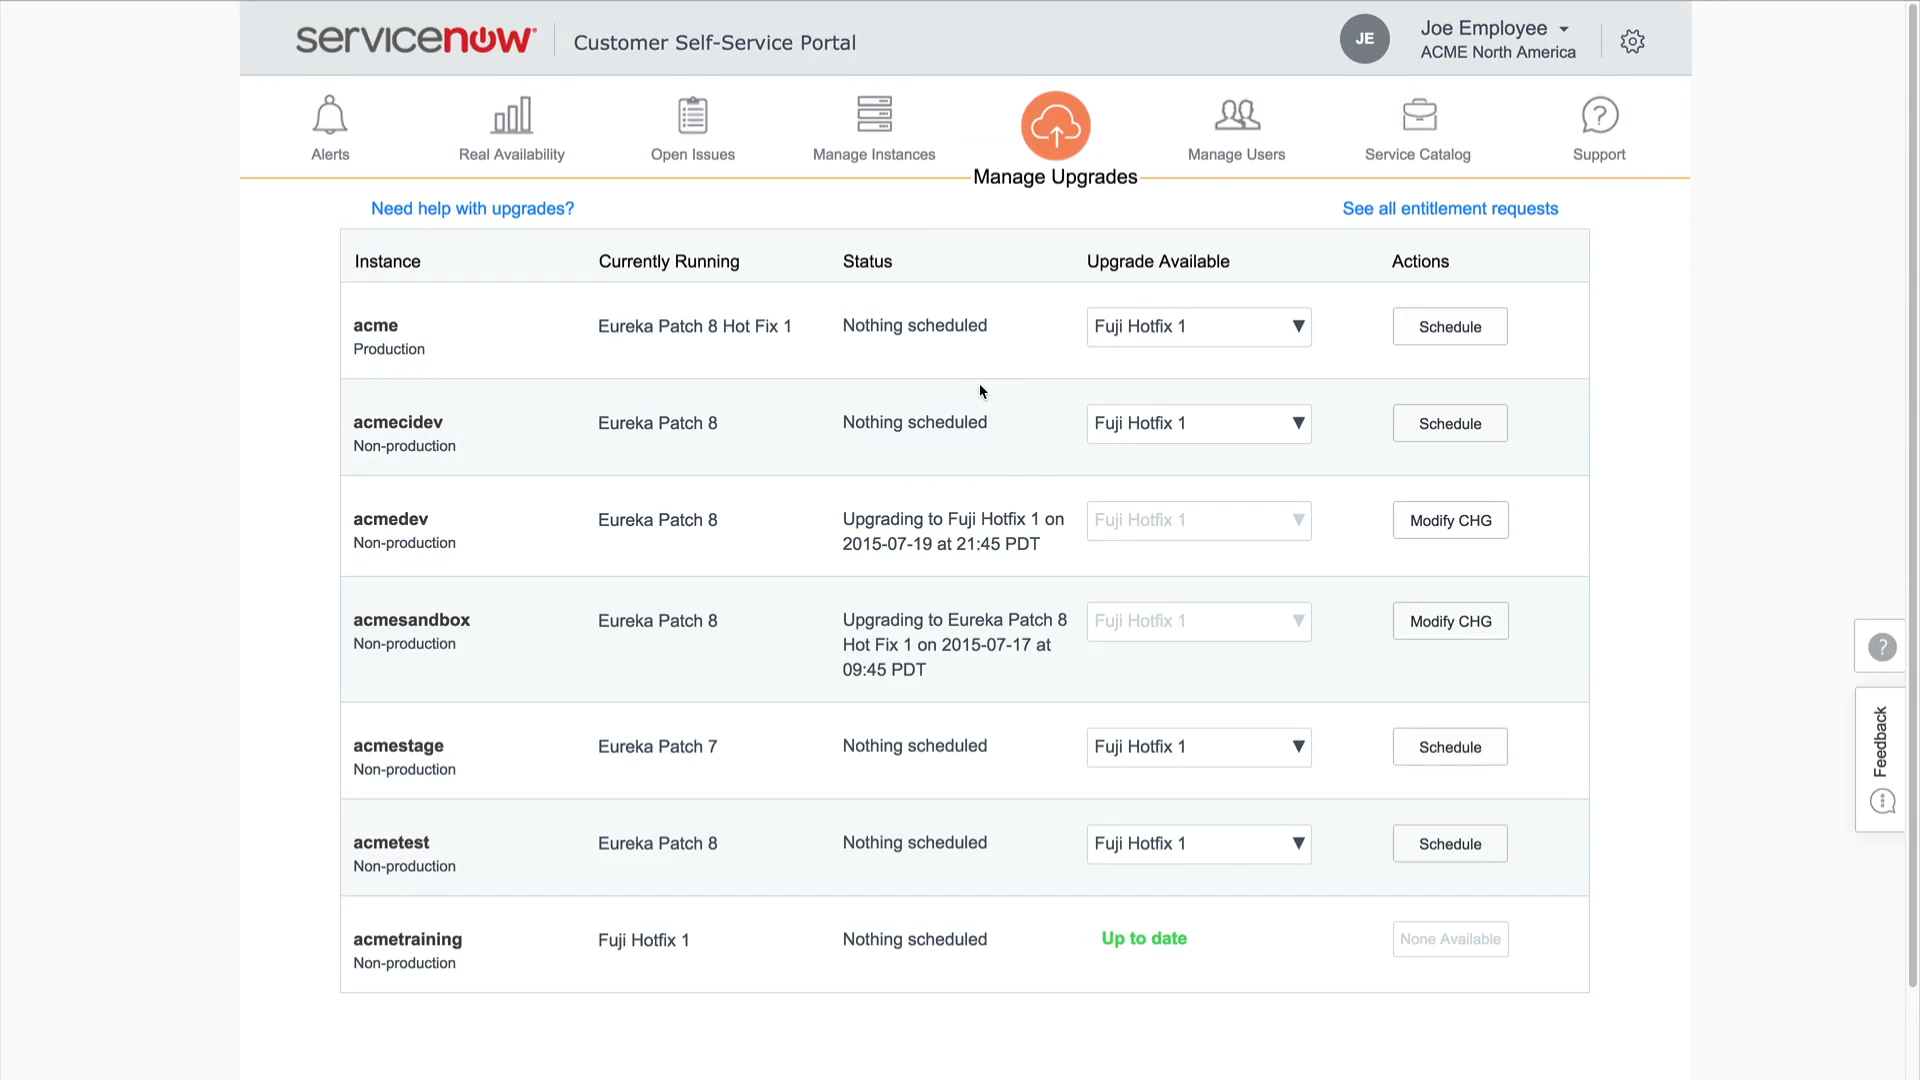 servicenow Customer Self-Service Portal
JE
Joe Employee
ACME North America
Alerts
Real Availability
Open Issues
Manage Instances
Manage Upgrades
Manage Users
Service Catalog
Support
Need help with upgrades?
See all entitlement requests
Instance Currently Running Status Upgrade Available Actions
acme Eureka Patch 8 Hot Fix 1 Nothing scheduled Fuji Hotfix 1 Schedule
Production
acmecidev Eureka Patch 8 Nothing scheduled Fuji Hotfix 1 Schedule
Non-production
acmedev Eureka Patch 8 Upgrading to Fuji Hotfix 1 on Fuji Hotfix 1 Modify CHG
Non-production 2015-07-19 at 21:45 PDT
acmesandbox Eureka Patch 8 Upgrading to Eureka Patch 8 Fuji Hotfix 1 Modify CHG
Non-production Hot Fix 1 on 2015-07-17 at
09:45 PDT
acmestage Eureka Patch 7 Nothing scheduled Fuji Hotfix 1 Schedule
Non-production
acmetest Eureka Patch 8 Nothing scheduled Fuji Hotfix 1 Schedule
Non-production
acmetraining Fuji Hotfix 1 Nothing scheduled Up to date None Available
Non-production
?
Feedback